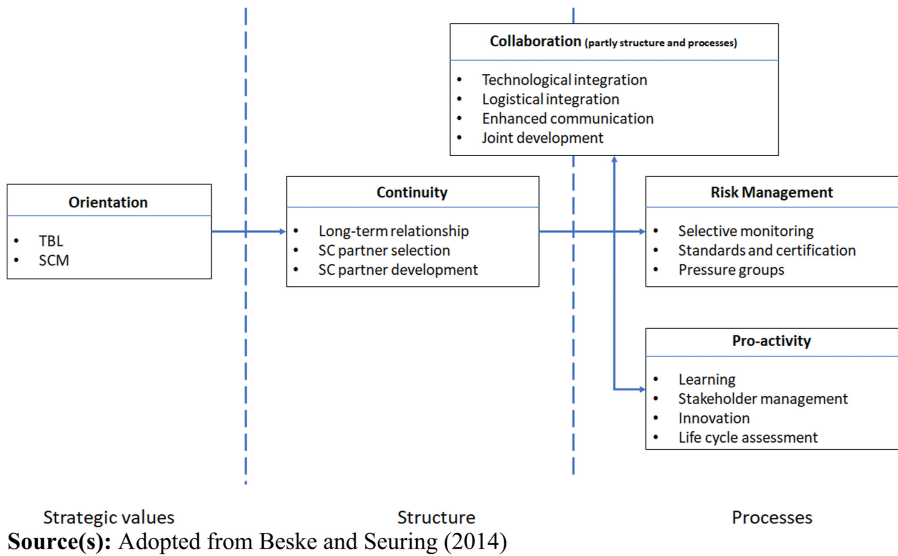 Collaboration (partly structure and processes)
• Technological integration
• Logistical integration
• Enhanced communication
• Joint development
Orientation
• TBL
• SCM
Continuity
• Long-term relationship
• SC partner selection
• SC partner development
Risk Management
• Selective monitoring
• Standards and certification
• Pressure groups
Pro-activity
• Learning
• Stakeholder management
• Innovation
• Life cycle assessment
Strategic values
Structure
Processes
Source(s): Adopted from Beske and Seuring (2014)